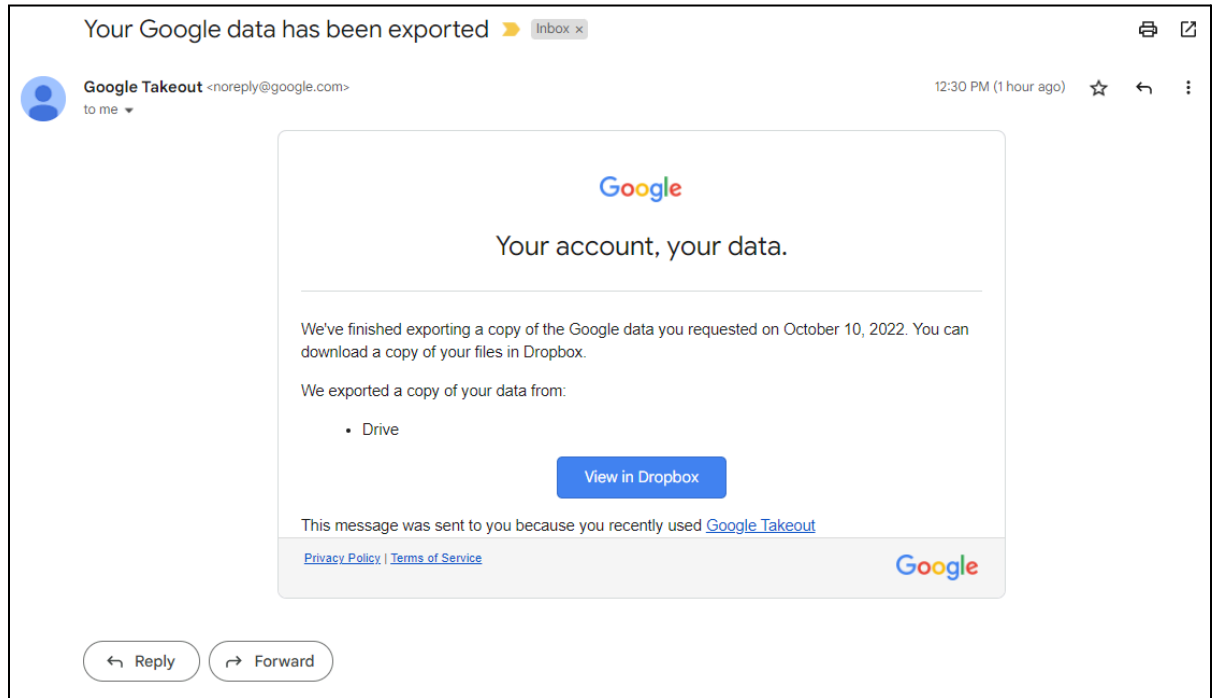 Your Google data has been exported Inbox ×
Google Takeout <noreply@google.com> 12:30 PM (1 hour ago)
to me
Google
Your account, your data.
We've finished exporting a copy of the Google data you requested on October 10, 2022. You can
download a copy of your files in Dropbox.
We exported a copy of your data from:
• Drive
View in Dropbox
This message was sent to you because you recently used Google Takeout
Privacy Policy | Terms of Service Google
Reply Forward